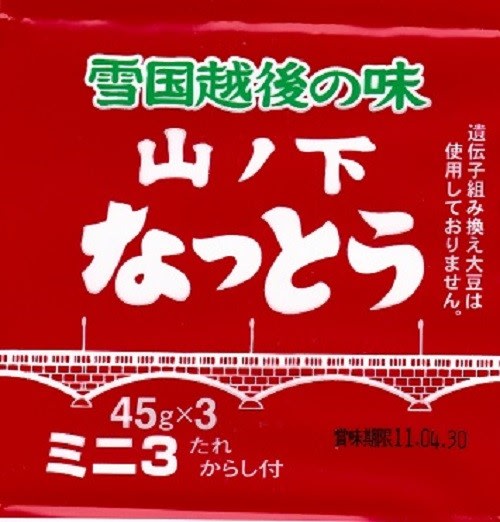 雪国越後の味
山ノ下
なっとう
遺伝子組み換え大豆は
使用しておりません。
45g×3
ミニ3
たれ
からし付
賞味期限11.04.30